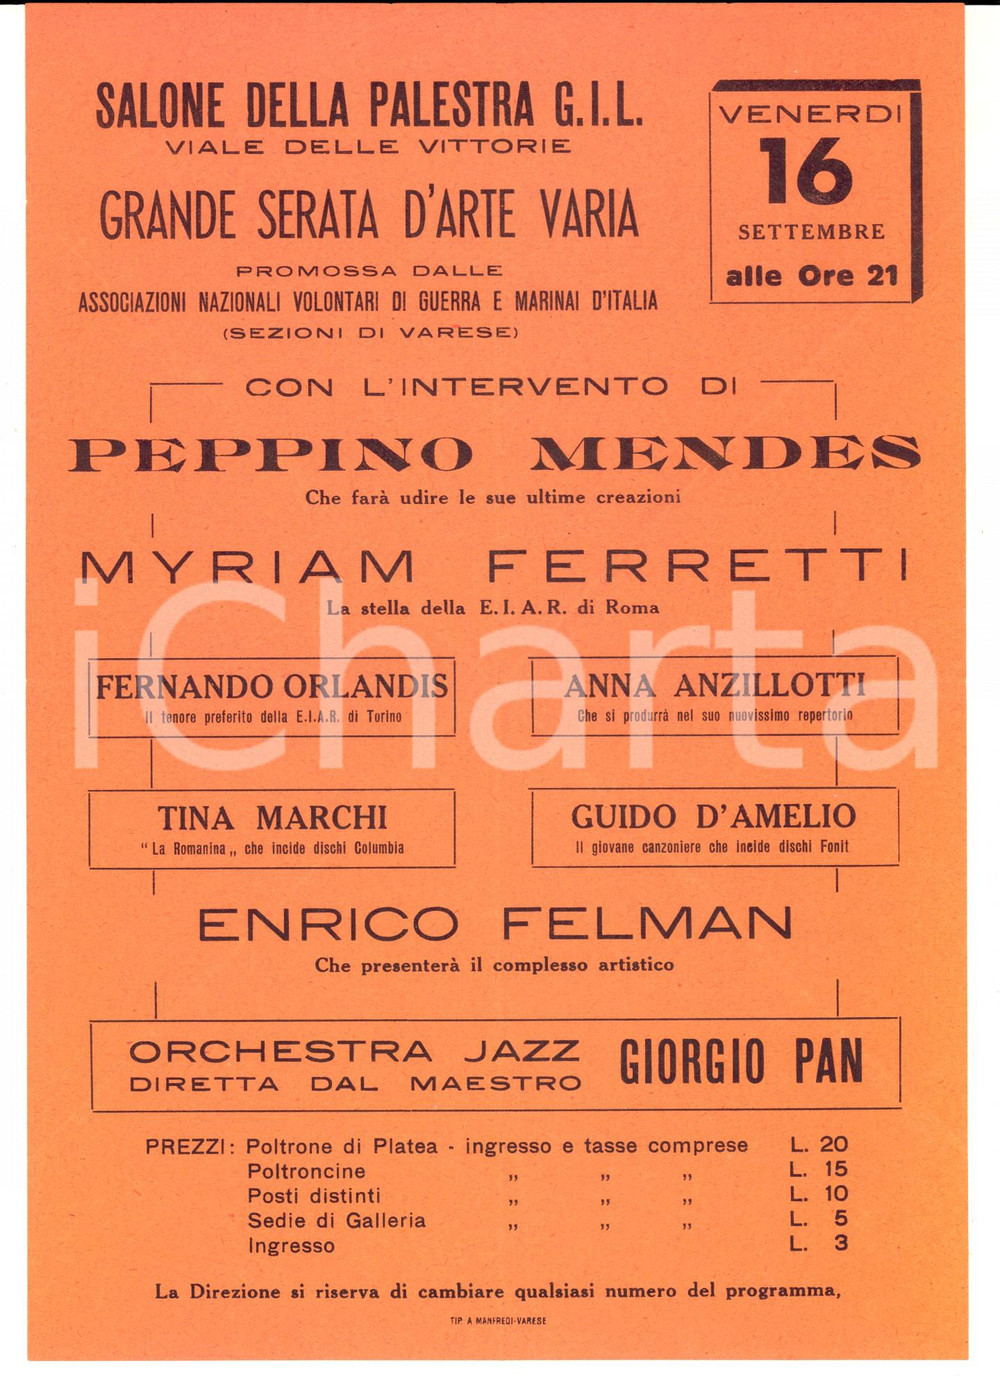 SALONE DELLA PALESTRA G.I.L.
VIALE DELLE VITTORIE
GRANDE SERATA D'ARTE VARIA
PROMOSSA DALLE
ASSOCIAZIONI NAZIONALI VOLONTARI DI GUERRA E MARINAI D'ITALIA
(SEZIONI DI VARESE)
VENERDI
16
SETTEMBRE
alle Ore 21
CON L'INTERVENTO DI
PEPPINO MENDES
Che farà udire le sue ultime creazioni
MYRIAM FERRETTI
La stella della E.I.A.R. di Roma
FERNANDO ORLANDIS
Il tenore preferito della E.I.A.R. di Torino
ANNA ANZILLOTTI
Che si produrrà nel suo nuovissimo repertorio
iCharta
TINA MARCHI
“ La Romanina „ che incide dischi Columbia
GUIDO D'AMELIO
Il giovane canzoniere che incide dischi Fonit
ENRICO FELMAN
Che presenterà il complesso artistico
ORCHESTRA JAZZ
DIRETTA DAL MAESTRO
GIORGIO PAN
PREZZI: Poltrone di Platea - ingresso e tasse comprese L. 20
Poltroncine „ „ „ L. 15
Posti distinti „ „ „ L. 10
Sedie di Galleria „ „ „ L. 5
Ingresso L. 3
La Direzione si riserva di cambiare qualsiasi numero del programma,
TIP. A MANFREDI-VARESE